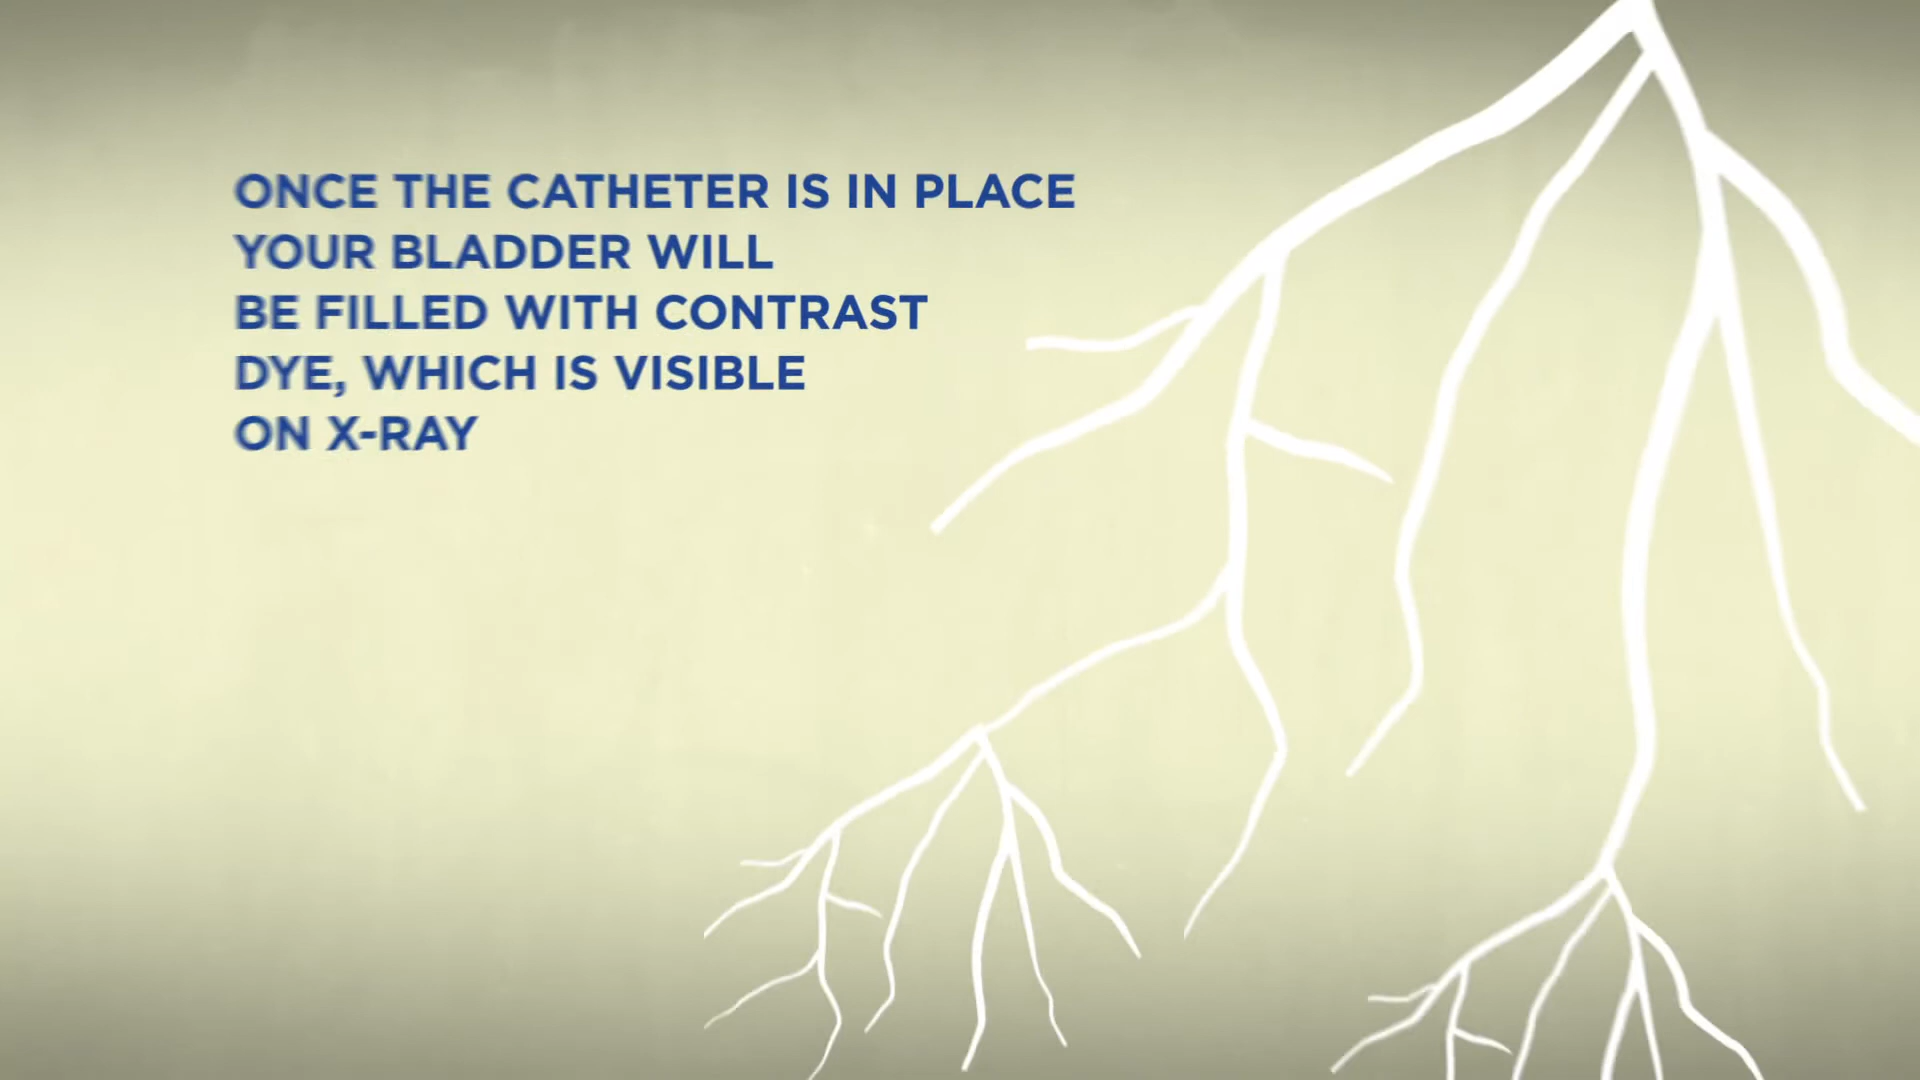 ONCE THE CATHETER IS IN PLACE
YOUR BLADDER WILL
BE FILLED WITH CONTRAST
DYE, WHICH IS VISIBLE
ON X-RAY